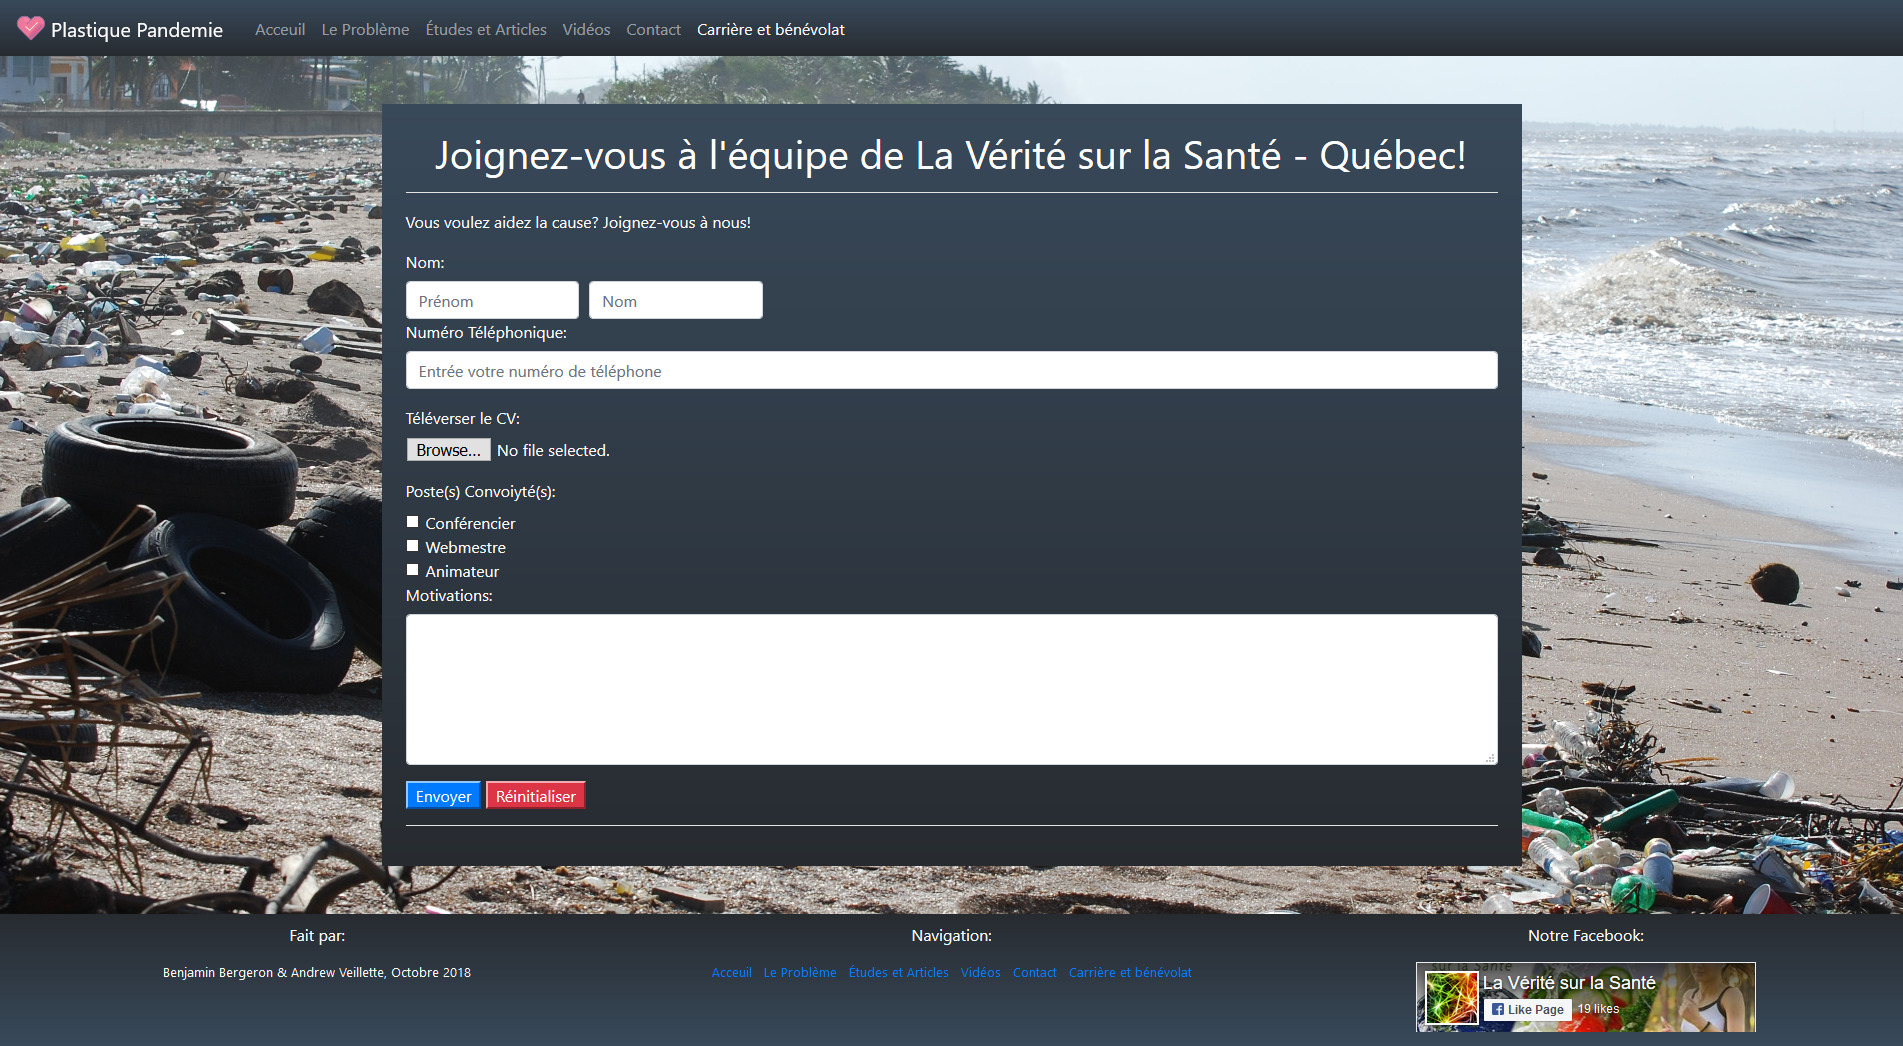 Plastique Pandemie Acceuil Le Problème Études et Articles Vidéos Contact Carrière et bénévolat
Joignez-vous à l'équipe de La Vérité sur la Santé - Québec!
Vous voulez aidez la cause? Joignez-vous à nous!
Nom:
Prénom Nom
Numéro Téléphonique:
Entrée votre numéro de téléphone
Téléverser le CV:
Browse... No file selected.
Poste(s) Convoiyté(s):
Conférencier
Webmestre
Animateur
Motivations:
Envoyer Réinitialiser
Fait par: Navigation: Notre Facebook:
Benjamin Bergeron & Andrew Veillette, Octobre 2018 Acceuil Le Problème Études et Articles Vidéos Contact Carrière et bénévolat
sur la Santé
La Vérité sur la Santé
Like Page 19 likes